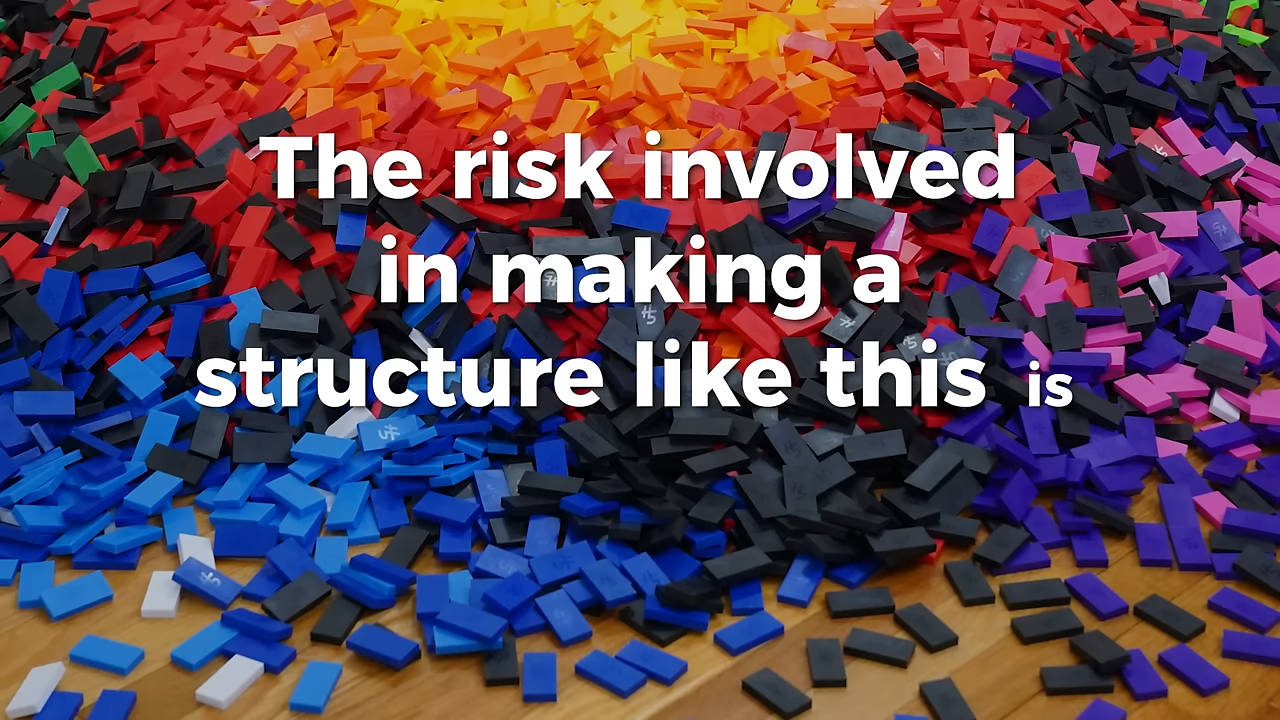 The risk involved
in making a
structure like this is